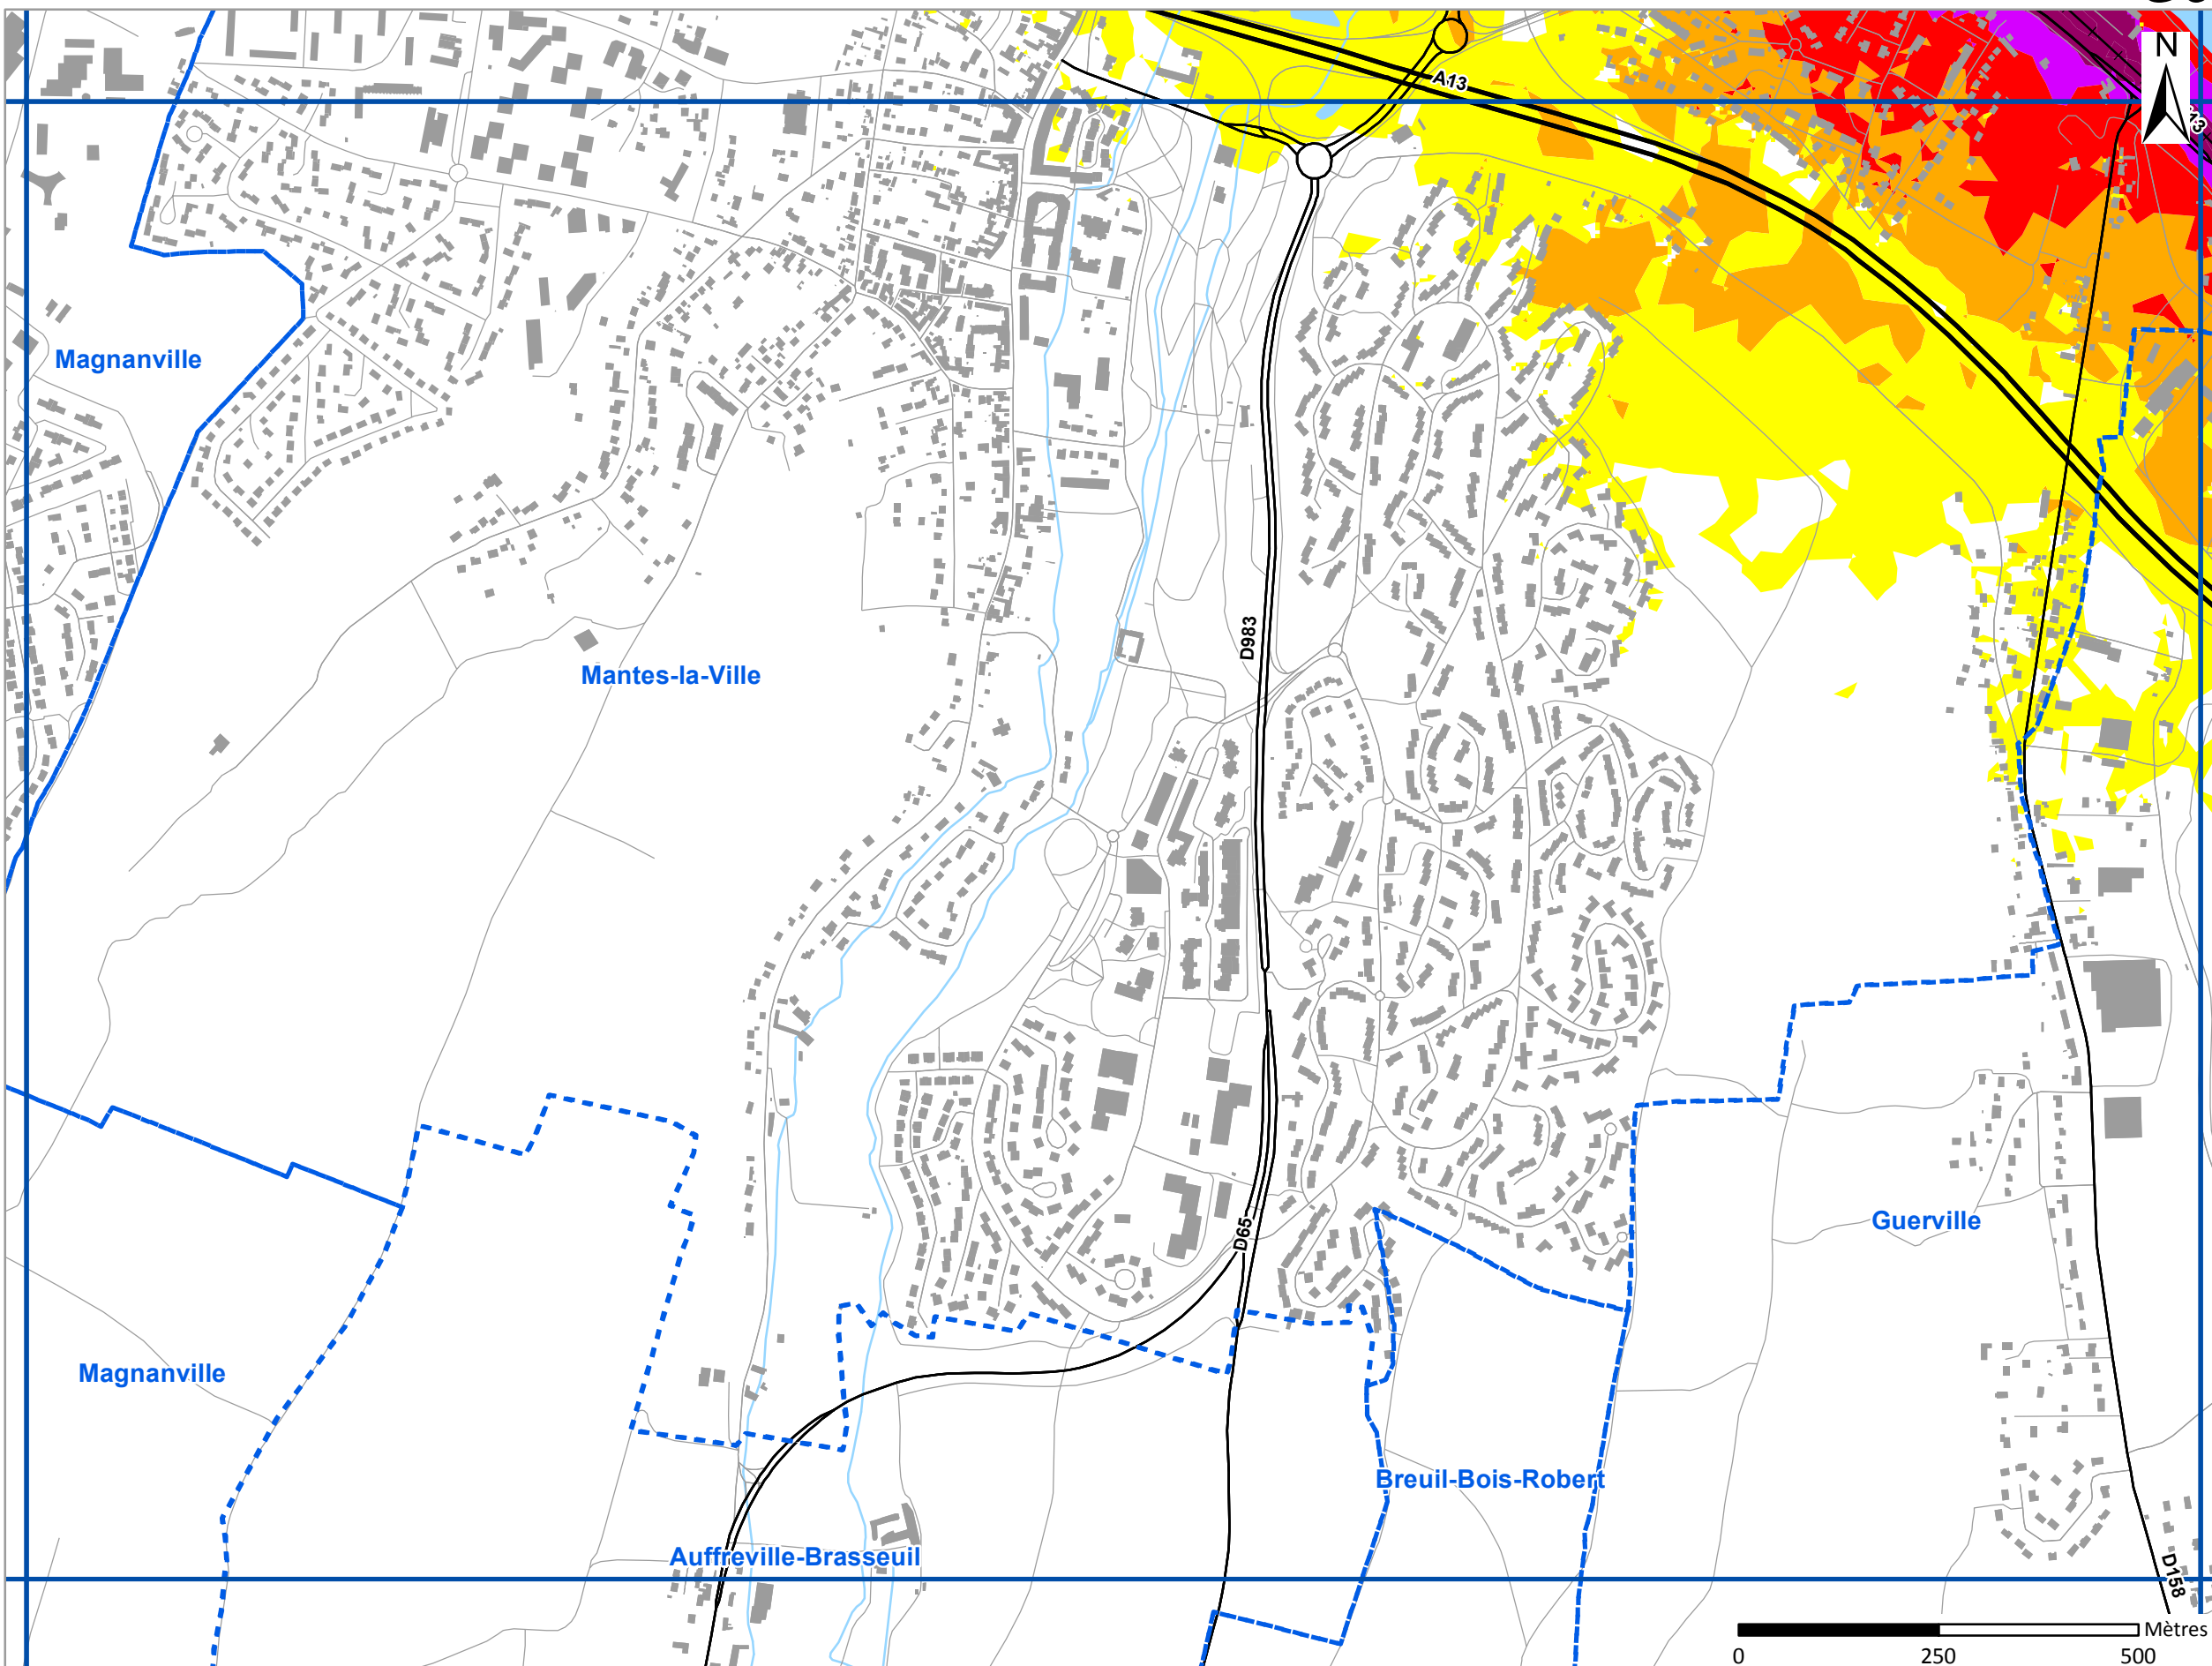 N
A13
Magnanville
D983
Mantes-la-Ville
D65
Guerville
Magnanville
Breuil-Bois-Robert
Auffreville-Brasseuil
D158
Mètres
0 250 500